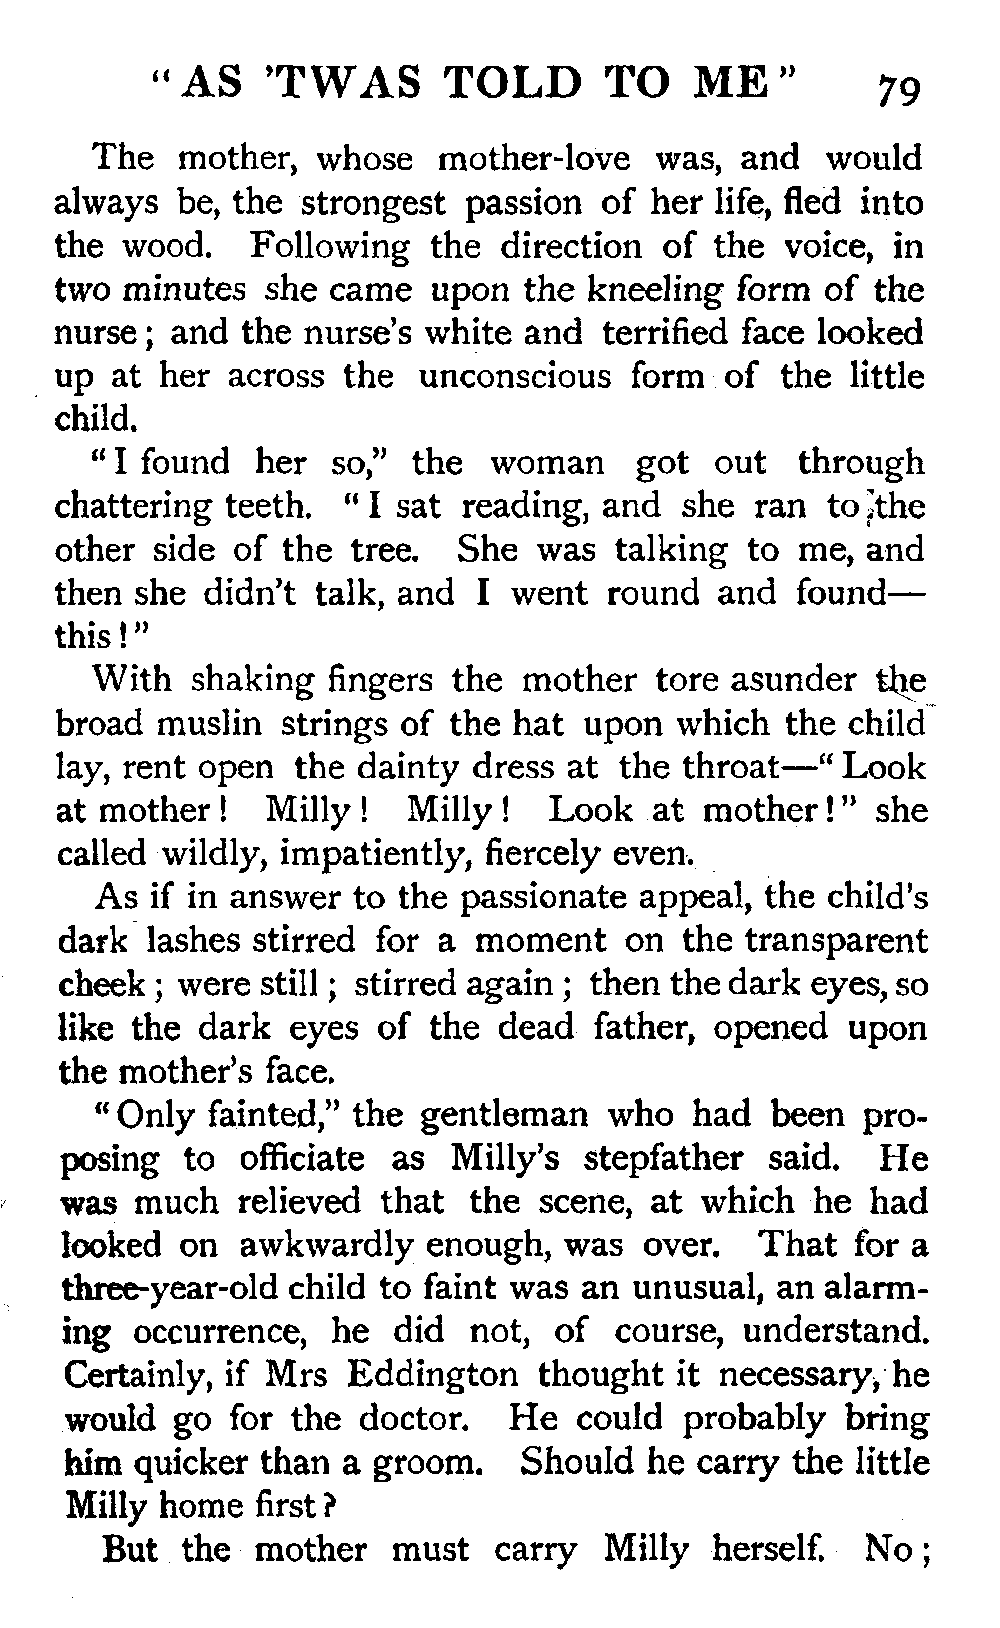 “AS ’TWAS TOLD TO ME” 79
The mother, whose mother-love was, and would
always be, the strongest passion of her life, fled into
the wood. Following the direction of the voice, in
two minutes she came upon the kneeling form of the
nurse; and the nurse’s white and terrified face looked
up at her across the unconscious form of the little
child.
“I found her so,” the woman got out through
chattering teeth. “I sat reading, and she ran to the
other side of the tree. She was talking to me, and
then she didn’t talk, and I went round and found—
this!”
With shaking fingers the mother tore asunder the
broad muslin strings of the hat upon which the child
lay, rent open the dainty dress at the throat—“Look
at mother! Milly! Milly! Look at mother!” she
called wildly, impatiently, fiercely even.
As if in answer to the passionate appeal, the child’s
dark lashes stirred for a moment on the transparent
cheek; were still; stirred again; then the dark eyes, so
like the dark eyes of the dead father, opened upon
the mother’s face.
“Only fainted,” the gentleman who had been pro-
posing to officiate as Milly’s stepfather said. He
was much relieved that the scene, at which he had
looked on awkwardly enough, was over. That for a
three-year-old child to faint was an unusual, an alarm-
ing occurrence, he did not, of course, understand.
Certainly, if Mrs Eddington thought it necessary, he
would go for the doctor. He could probably bring
him quicker than a groom. Should he carry the little
Milly home first?
But the mother must carry Milly herself. No;